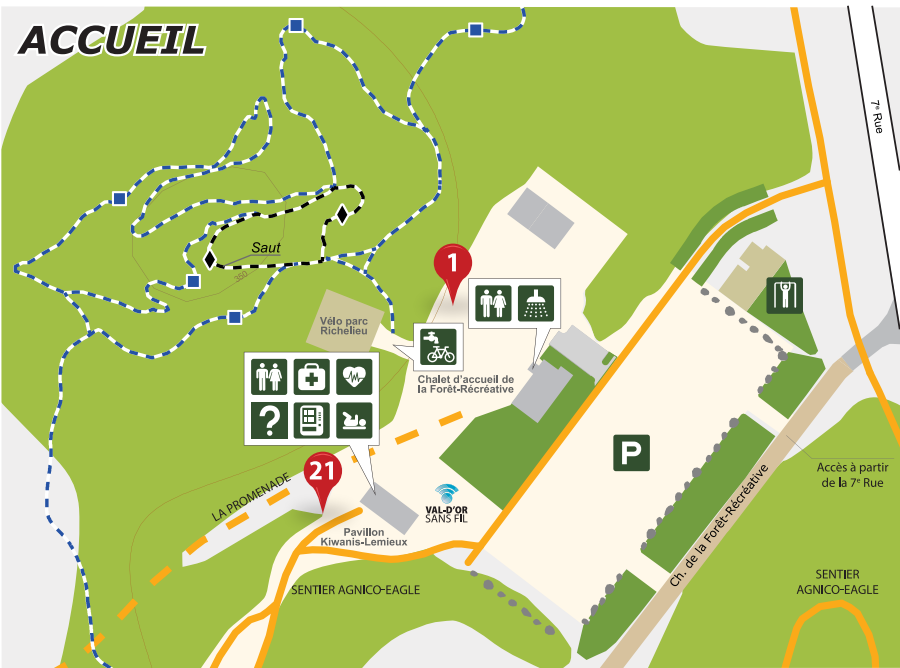 ACCUEIL
7e Rue
Saut
350
1
Vélo parc
Richelieu
Chalet d'accueil de
la Forêt-Récréative
?
P
21
LA PROMENADE
VAL-D'OR
SANS FIL
Accès à partir
de la 7e Rue
Ch. de la Forêt-Récréative
Pavillon
Kiwanis-Lemieux
SENTIER AGNICO-EAGLE
SENTIER
AGNICO-EAGLE